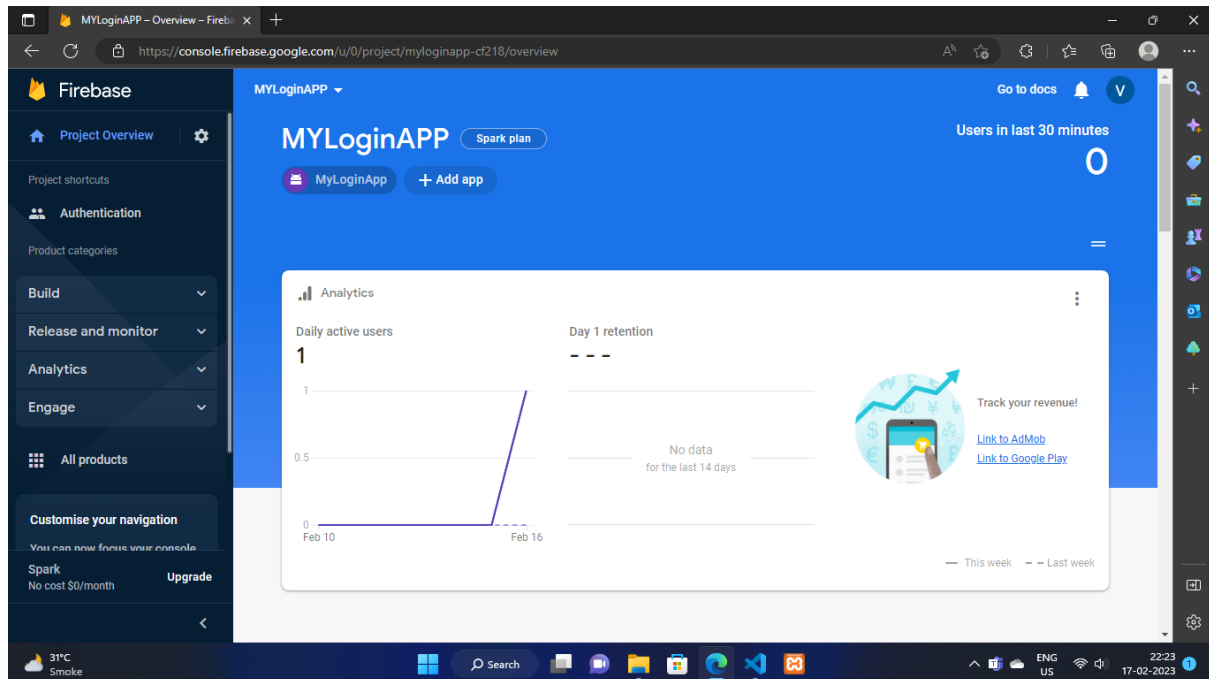 MYLoginAPP – Overview – Fireba
https://console.firebase.google.com/u/0/project/myloginapp-cf218/overview
Firebase
Project Overview
Project shortcuts
Authentication
Product categories
Build
Release and monitor
Analytics
Engage
All products
Customise your navigation
You can now focus your console
Spark
No cost $0/month
Upgrade
MYLoginAPP
Go to docs
V
MYLoginAPP
Spark plan
Users in last 30 minutes
0
MyLoginApp
+ Add app
Analytics
Daily active users
1
Day 1 retention
- - -
1
0.5
0
Feb 10
Feb 16
No data
for the last 14 days
Track your revenue!
Link to AdMob
Link to Google Play
This week
Last week
31°C
Smoke
Search
ENG
US
22:23
17-02-2023
1